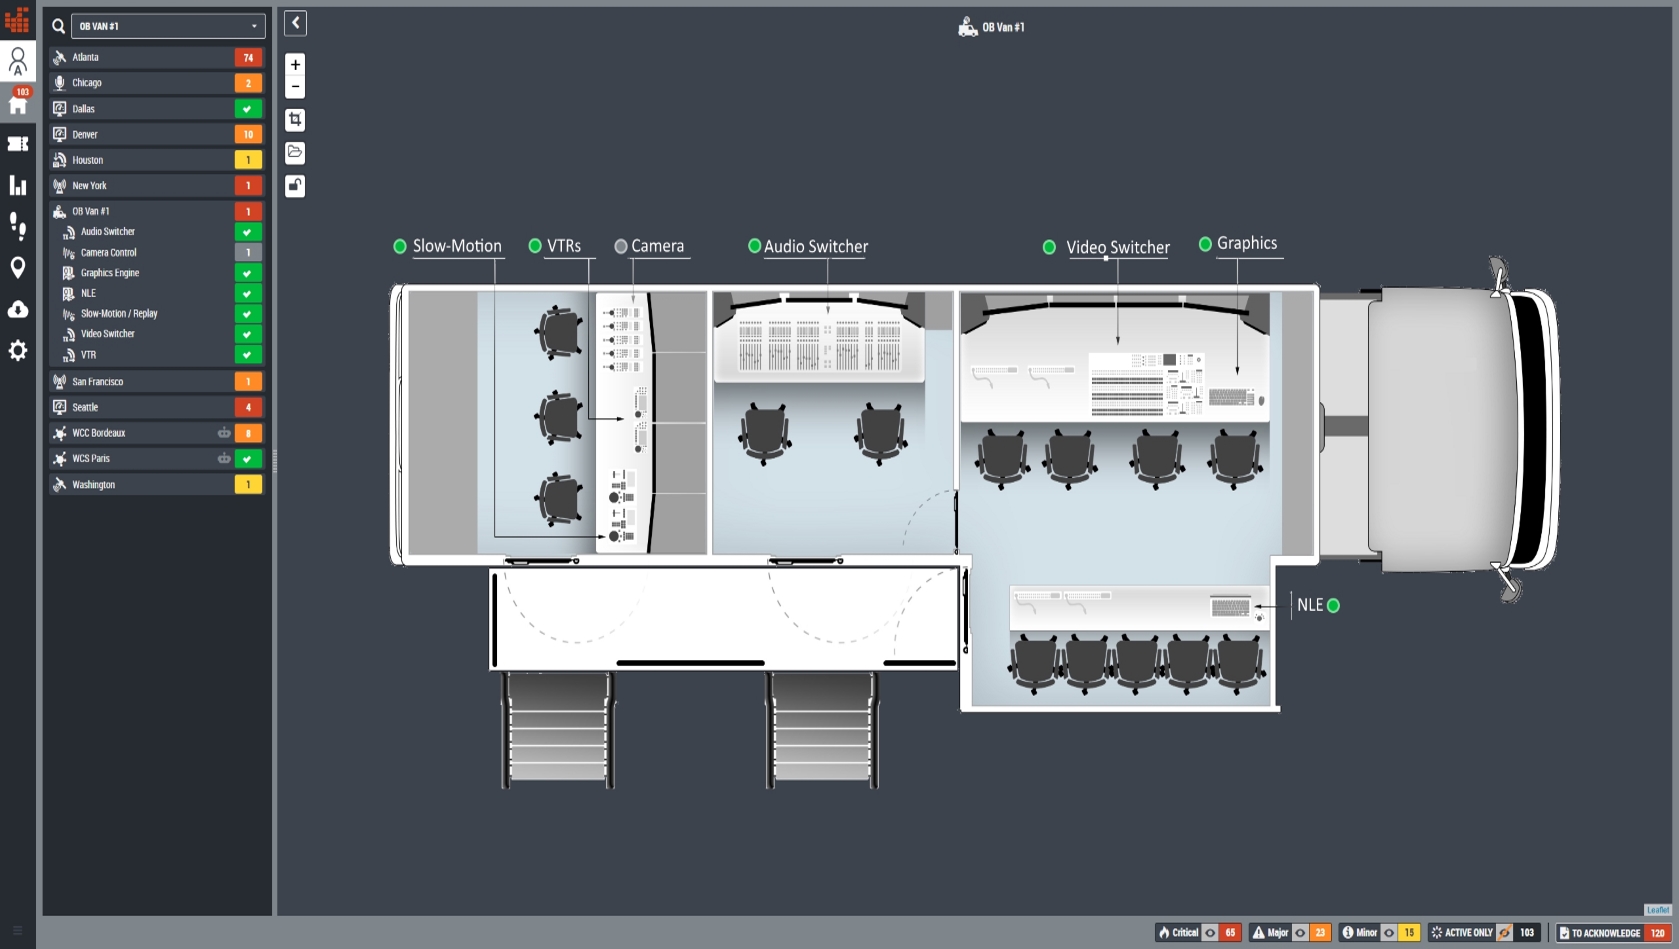 OB VAN #1
OB Van #1
Atlanta 74
Chicago 2
103
Dallas
Denver 10
Houston 1
New York 1
OB Van #1 1
Audio Switcher
Camera Control 1
Graphics Engine
NLE
Slow-Motion / Replay
Video Switcher
VTR
San Francisco 1
Seattle 4
WCC Bordeaux 8
WCS Paris
Washington 1
+
−
Slow-Motion
VTRs
Camera
Audio Switcher
Video Switcher
Graphics
NLE
Leaflet
Critical 65
Major 23
Minor 15
ACTIVE ONLY 103
TO ACKNOWLEDGE 120